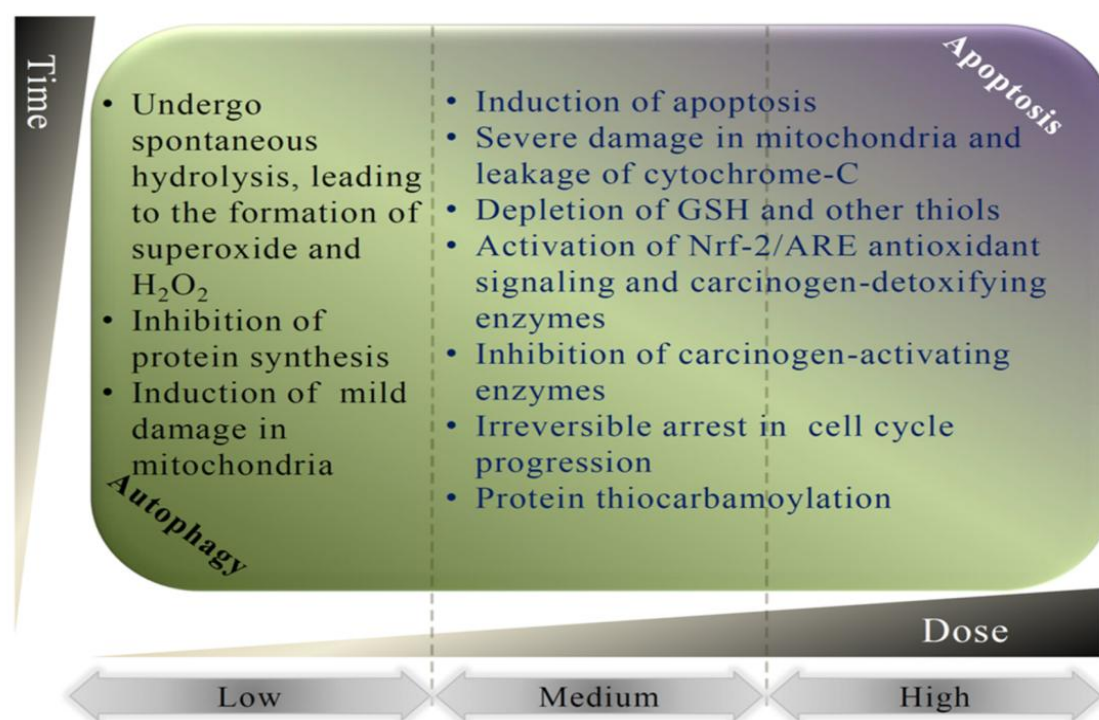 Time
Apoptosis
• Undergo
spontaneous
hydrolysis, leading
to the formation of
superoxide and
H₂O₂
• Inhibition of
protein synthesis
• Induction of mild
damage in
mitochondria
Autophagy
• Induction of apoptosis
• Severe damage in mitochondria and
leakage of cytochrome-C
• Depletion of GSH and other thiols
• Activation of Nrf-2/ARE antioxidant
signaling and carcinogen-detoxifying
enzymes
• Inhibition of carcinogen-activating
enzymes
• Irreversible arrest in cell cycle
progression
• Protein thiocarbamoylation
Dose
Low
Medium
High